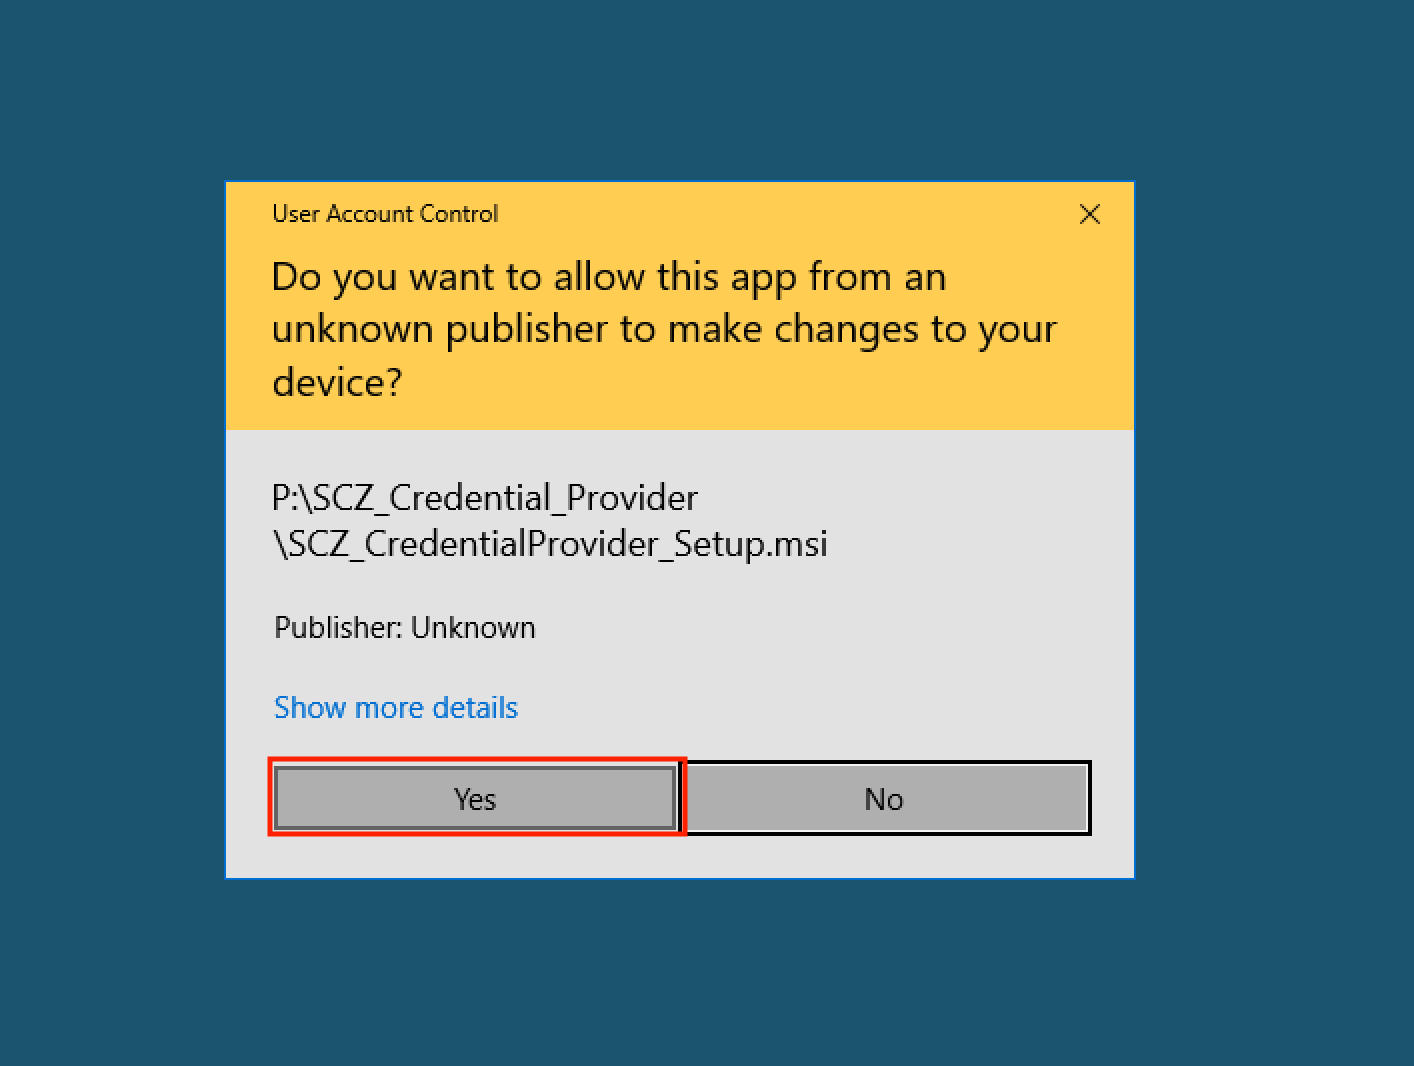 User Account Control
Do you want to allow this app from an
unknown publisher to make changes to your
device?
P:\SCZ_Credential_Provider
\SCZ_CredentialProvider_Setup.msi
Publisher: Unknown
Show more details
Yes
No